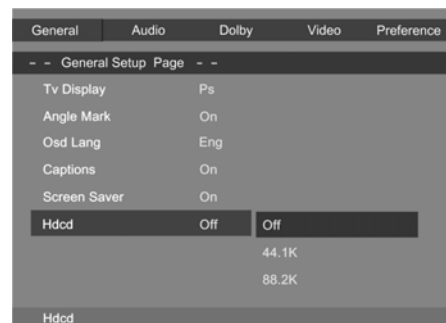 General Audio Dolby Video Preference
- - General Setup Page - -
Tv Display Ps
Angle Mark On
Osd Lang Eng
Captions On
Screen Saver On
Hdcd Off Off
44.1K
88.2K
Hdcd